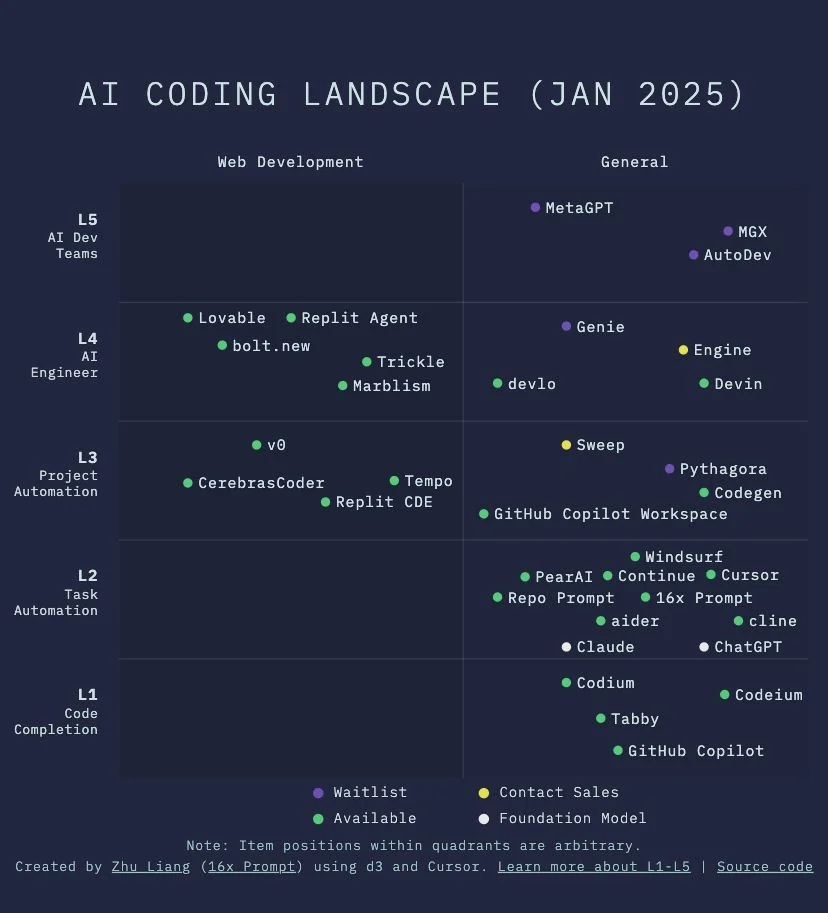 AI CODING LANDSCAPE (JAN 2025)
Web Development
General
L5
AI Dev
Teams
MetaGPT
MGX
AutoDev
L4
AI
Engineer
Lovable
Replit Agent
bolt.new
Trickle
Marblism
Genie
Engine
devlo
Devin
L3
Project
Automation
v0
CerebrasCoder
Tempo
Replit CDE
Sweep
Pythagora
Codegen
GitHub Copilot Workspace
L2
Task
Automation
Windsurf
PearAI
Continue
Cursor
Repo Prompt
16x Prompt
aider
cline
Claude
ChatGPT
L1
Code
Completion
Codium
Codeium
Tabby
GitHub Copilot
Waitlist
Contact Sales
Available
Foundation Model
Note: Item positions within quadrants are arbitrary.
Created by Zhu Liang (16x Prompt) using d3 and Cursor. Learn more about L1-L5 | Source code